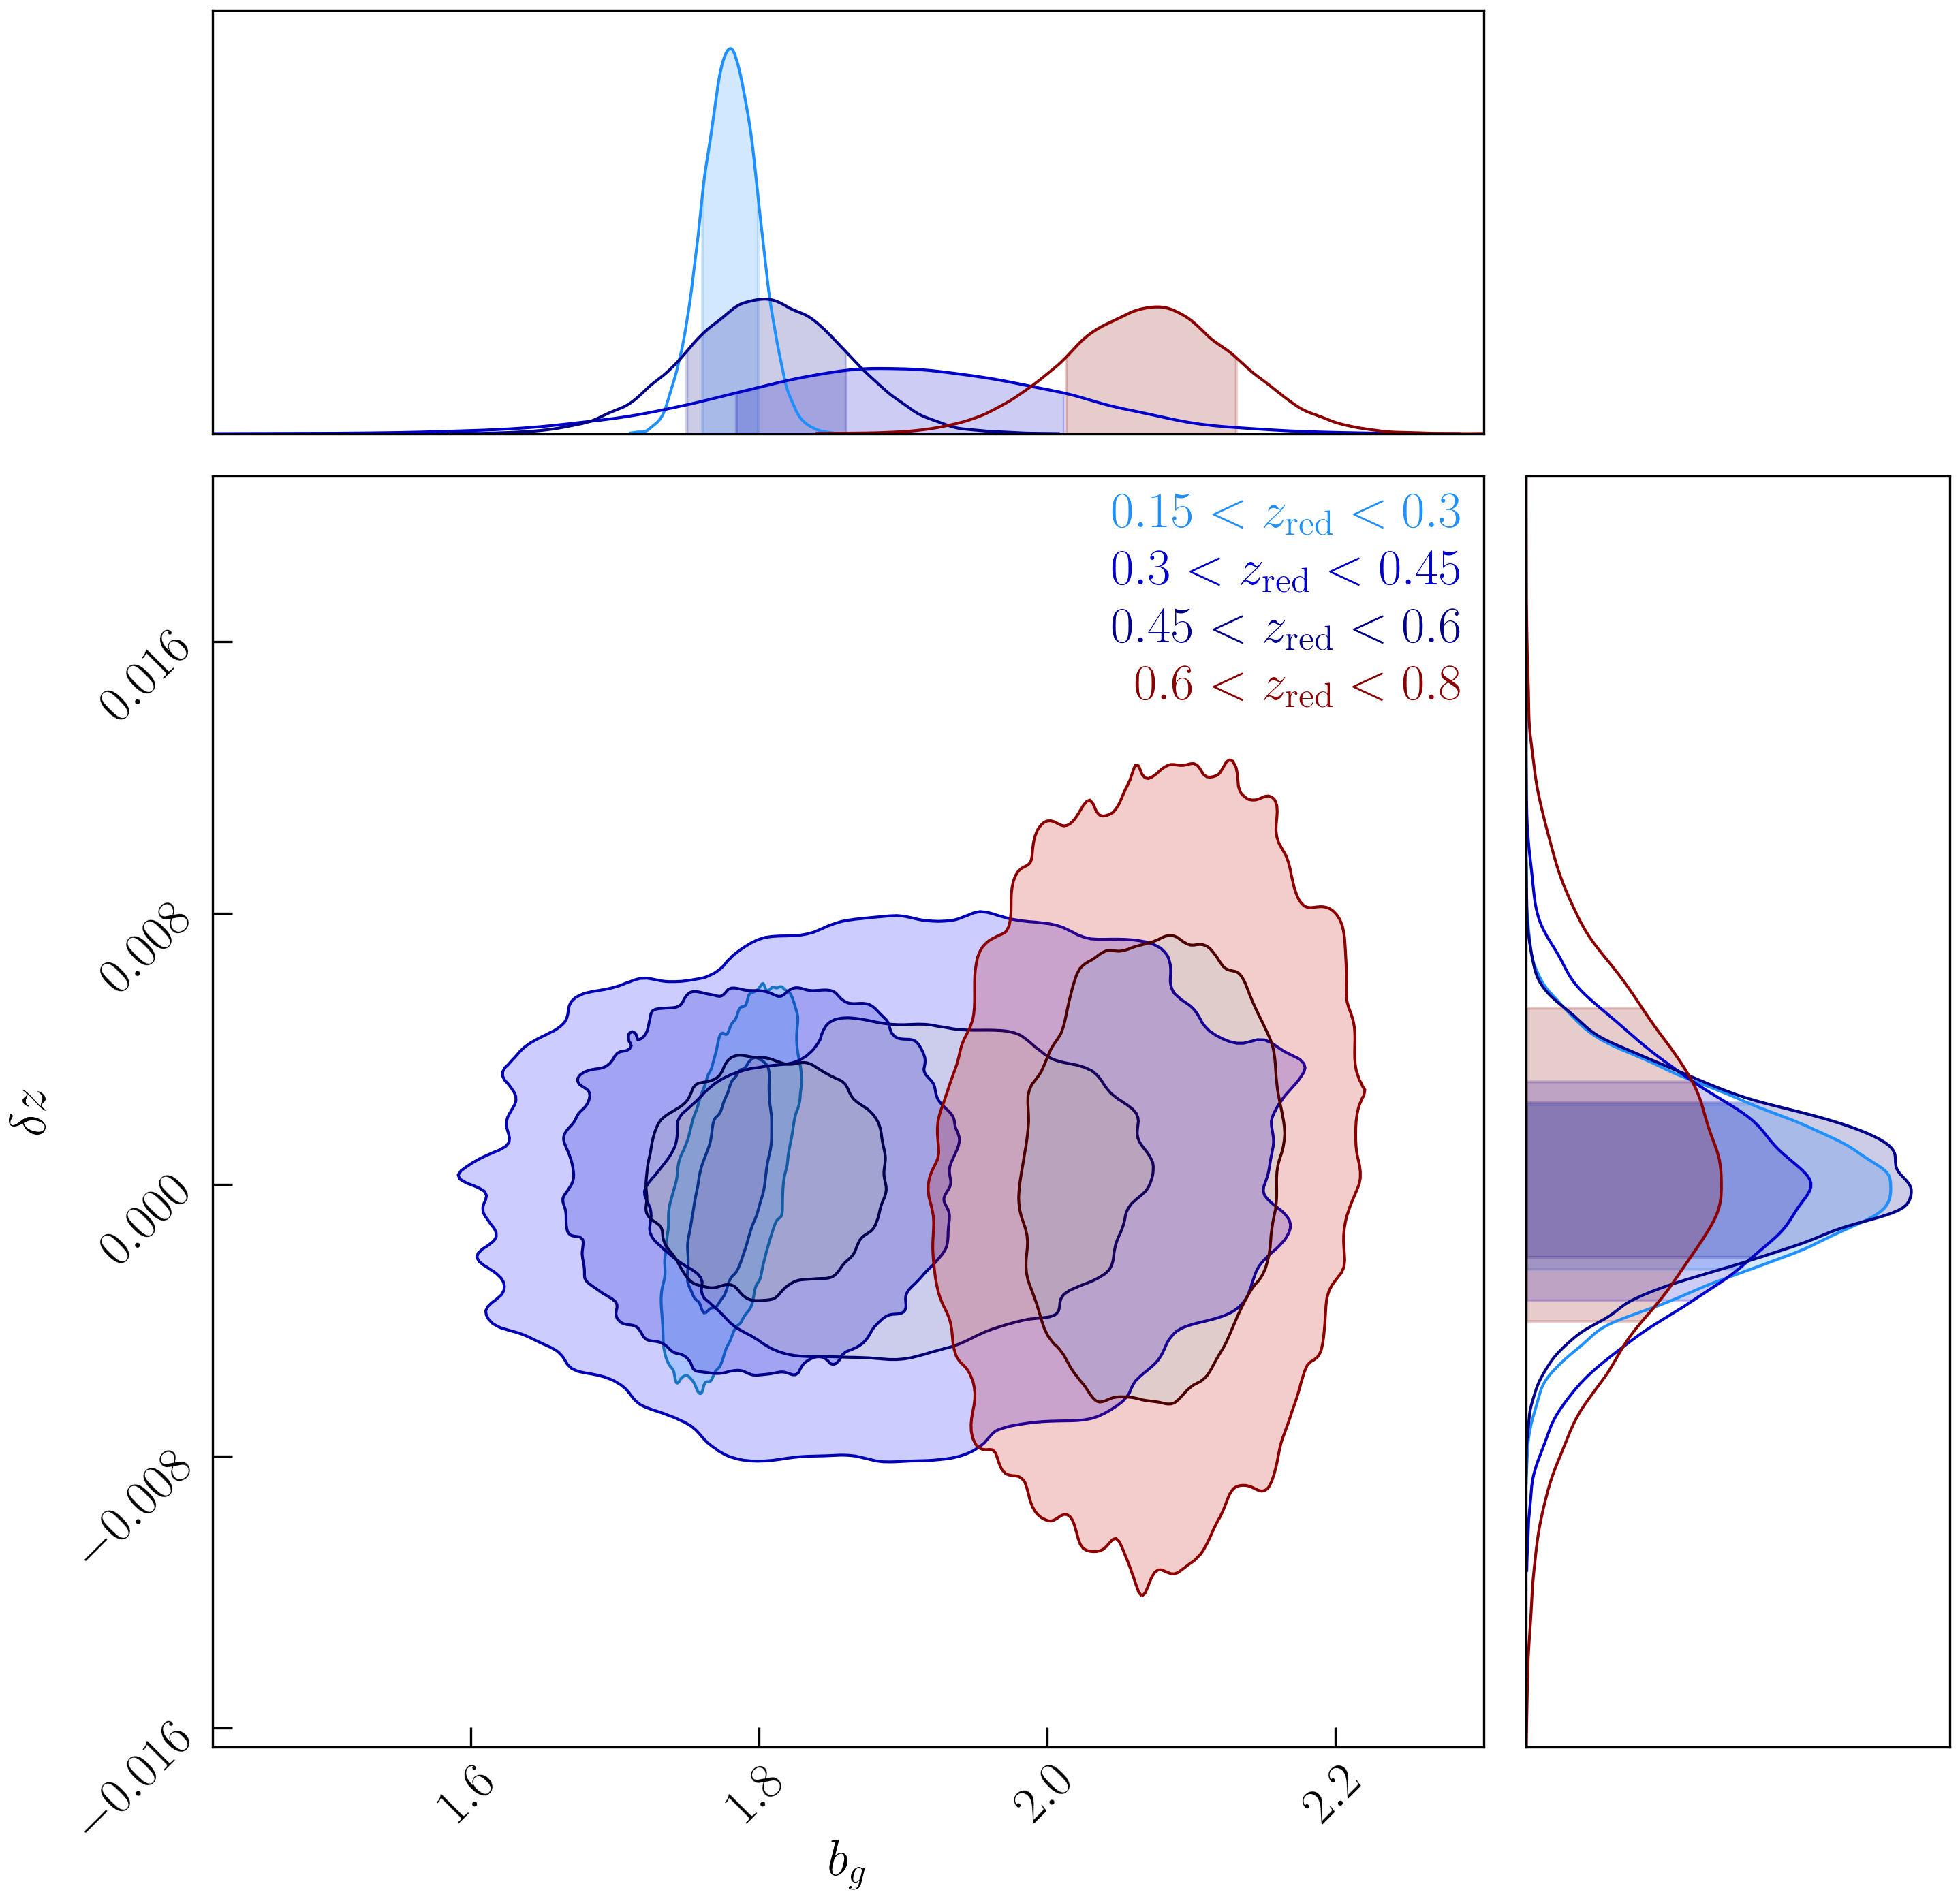 0.15 < z_red < 0.3
0.3 < z_red < 0.45
0.45 < z_red < 0.6
0.6 < z_red < 0.8
0.016
0.008
0.000
−0.008
−0.016
δz
1.6
1.8
2.0
2.2
b_g